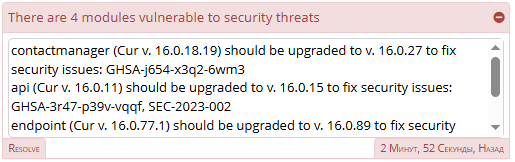 There are 4 modules vulnerable to security threats
contactmanager (Cur v. 16.0.18.19) should be upgraded to v. 16.0.27 to fix
security issues: GHSA-j654-x3q2-6wm3
api (Cur v. 16.0.11) should be upgraded to v. 16.0.15 to fix security issues:
GHSA-3r47-p39v-vqqf, SEC-2023-002
endpoint (Cur v. 16.0.77.1) should be upgraded to v. 16.0.89 to fix security
Resolve
2 Минут, 52 Секунды, Назад